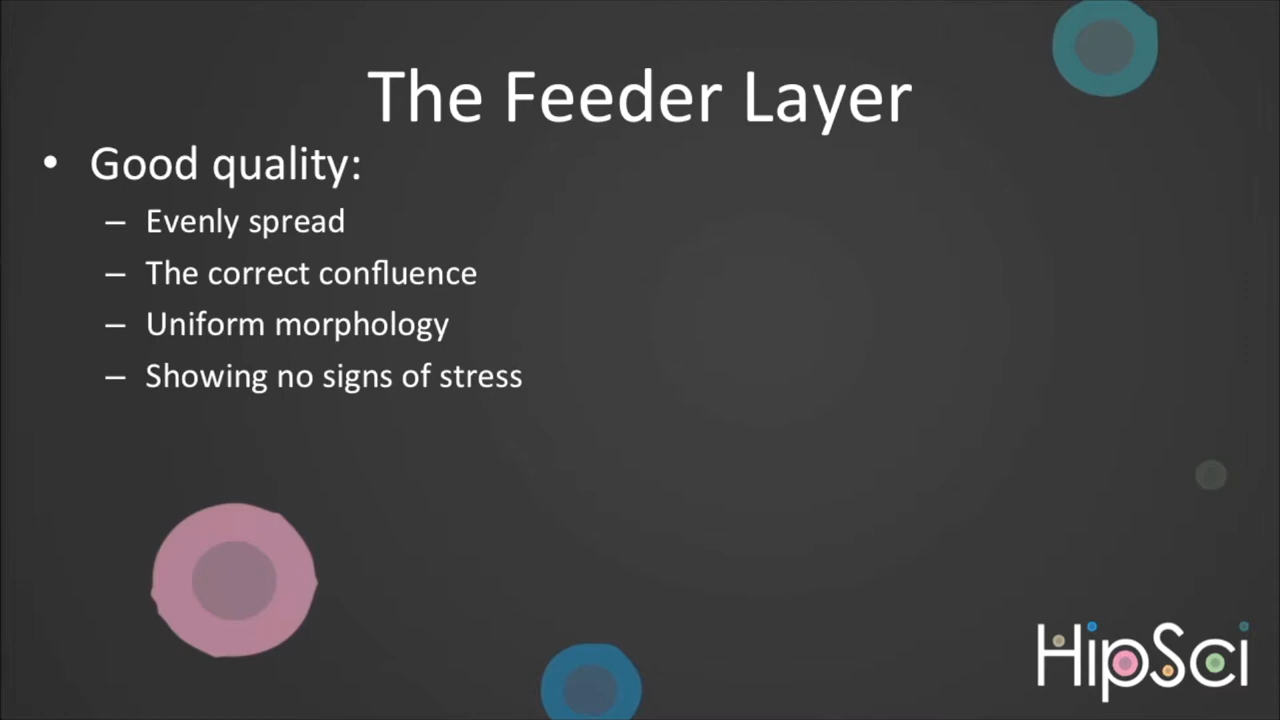 The Feeder Layer
• Good quality:
– Evenly spread
– The correct confluence
– Uniform morphology
– Showing no signs of stress
HipSci